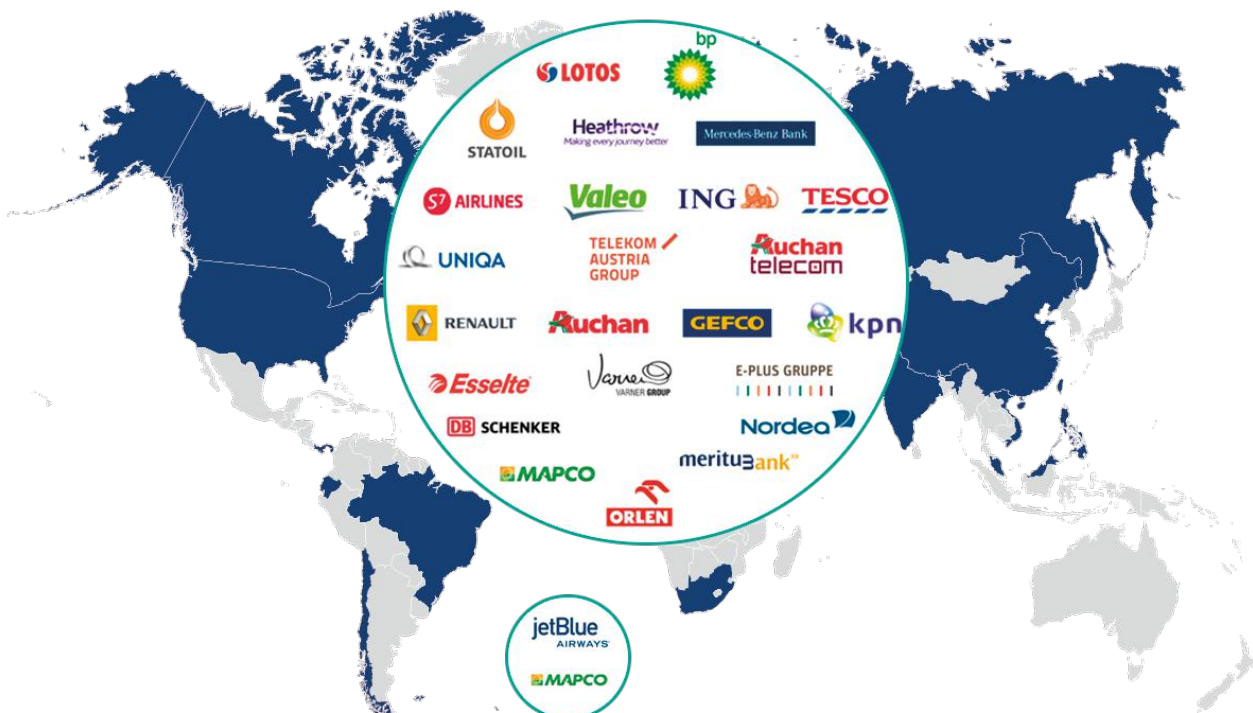 bp
LOTOS
STATOIL
Heathrow
Making every journey better
Mercedes-Benz Bank
S7 AIRLINES
Valeo
ING
TESCO
UNIQA
TELEKOM
AUSTRIA
GROUP
Auchan
telecom
RENAULT
Auchan
GEFCO
kpn
Esselte
Varner
VARNER GROUP
E-PLUS GRUPPE
DB SCHENKER
Nordea
meritumBank
MAPCO
ORLEN
jetBlue
AIRWAYS
MAPCO